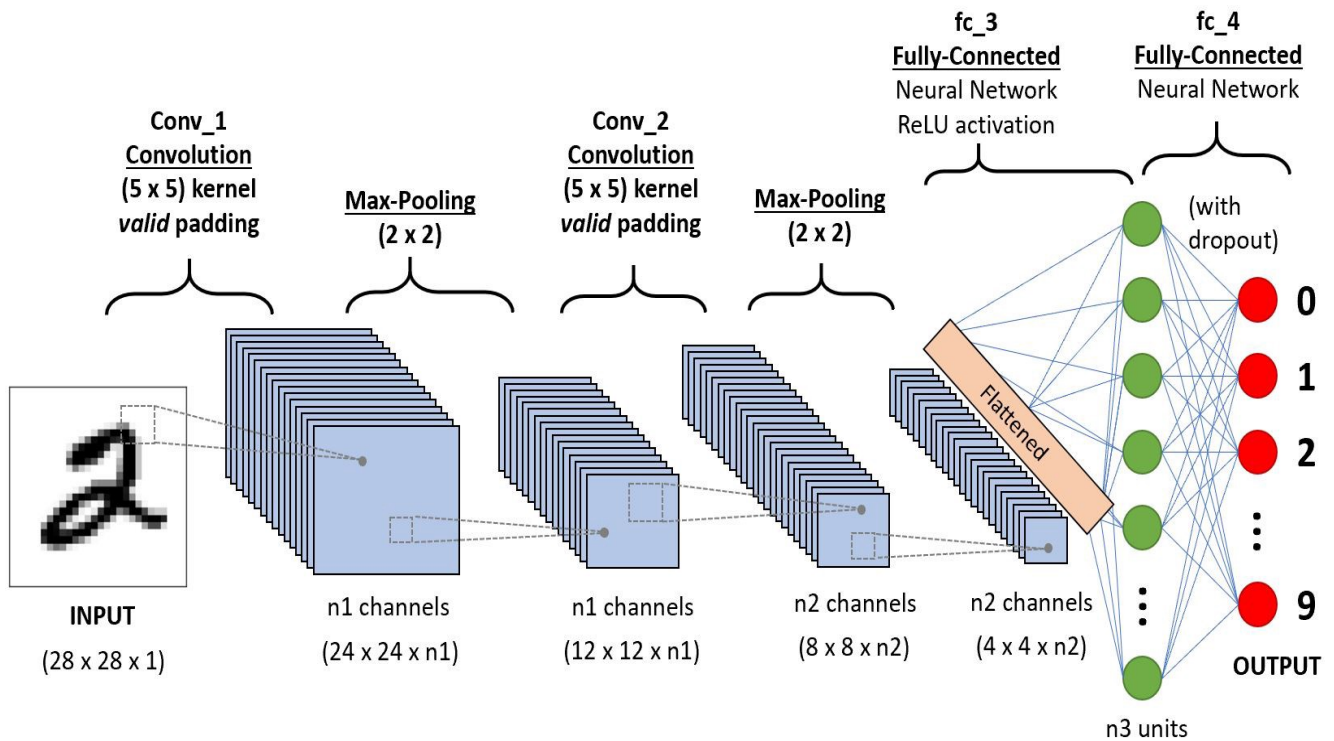 fc_3
Fully-Connected
Neural Network
ReLU activation
fc_4
Fully-Connected
Neural Network
Conv_1
Convolution
(5 x 5) kernel
valid padding
Max-Pooling
(2 x 2)
Conv_2
Convolution
(5 x 5) kernel
valid padding
Max-Pooling
(2 x 2)
(with
dropout)
Flattened
0
1
2
9
INPUT
(28 x 28 x 1)
n1 channels
(24 x 24 x n1)
n1 channels
(12 x 12 x n1)
n2 channels
(8 x 8 x n2)
n2 channels
(4 x 4 x n2)
OUTPUT
n3 units